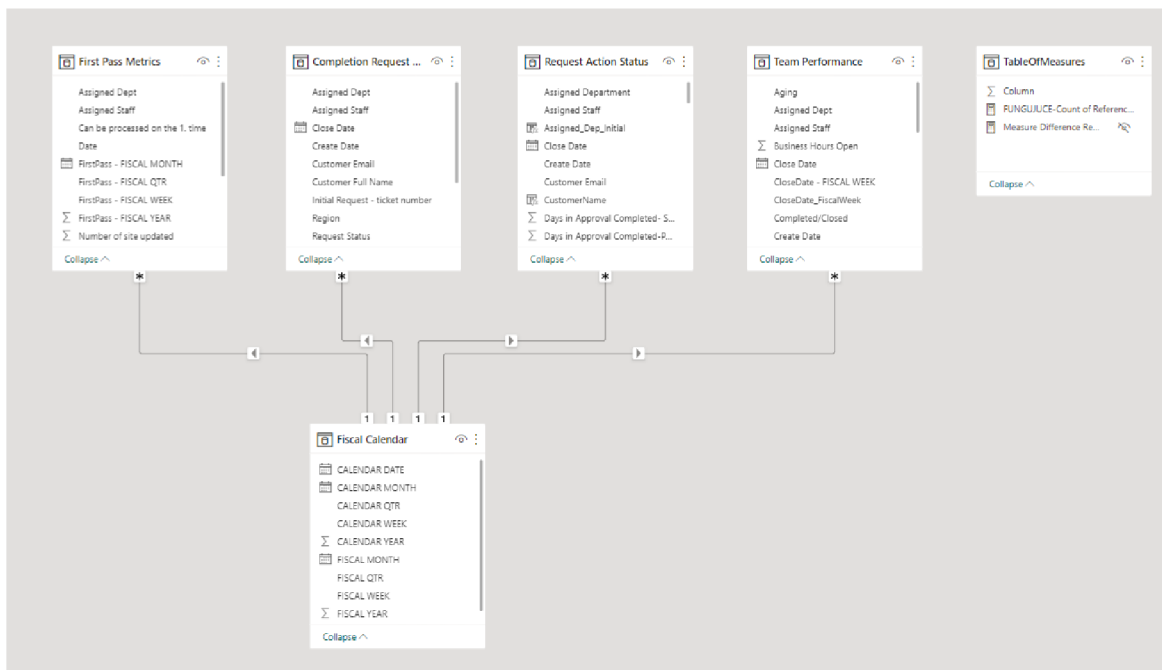 First Pass Metrics
Assigned Dept
Assigned Staff
Can be processed on the 1. time
Date
FirstPass - FISCAL MONTH
FirstPass - FISCAL QTR
FirstPass - FISCAL WEEK
FirstPass - FISCAL YEAR
Number of site updated
Collapse
*
Completion Request ...
Assigned Dept
Assigned Staff
Close Date
Create Date
Customer Email
Customer Full Name
Initial Request - ticket number
Region
Request Status
Collapse
*
Request Action Status
Assigned Department
Assigned Staff
Assigned_Dep_Initial
Close Date
Create Date
Customer Email
CustomerName
Days in Approval Completed- S...
Days in Approval Completed-P...
Collapse
*
Team Performance
Aging
Assigned Dept
Assigned Staff
Business Hours Open
Close Date
CloseDate - FISCAL WEEK
CloseDate_FiscalWeek
Completed/Closed
Create Date
Collapse
*
TableOfMeasures
Column
FUNGUJUCE-Count of Referenc...
Measure Difference Re...
Collapse
1 1 1 1
Fiscal Calendar
CALENDAR DATE
CALENDAR MONTH
CALENDAR QTR
CALENDAR WEEK
CALENDAR YEAR
FISCAL MONTH
FISCAL QTR
FISCAL WEEK
FISCAL YEAR
Collapse